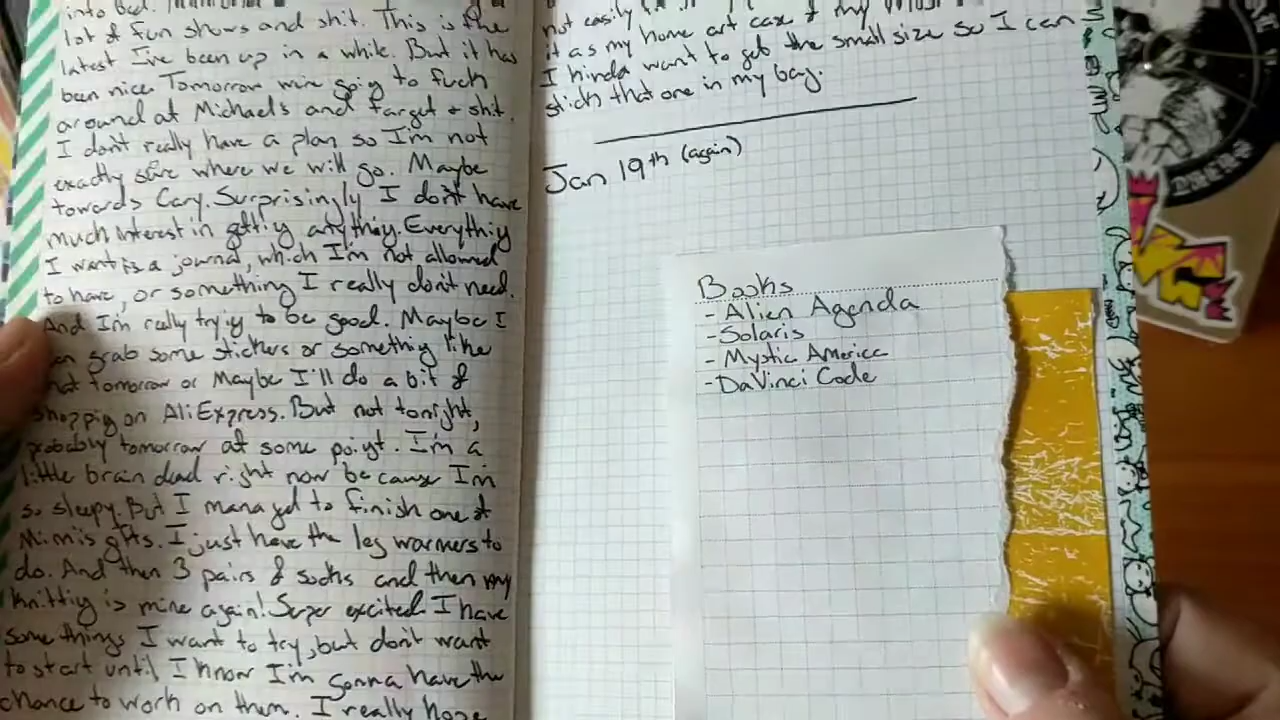 into bed.
lot of fun shows and shit. This is the
latest I've been up in a while. But it has
been nice. Tomorrow we're going to fuck
around at Michaels and Target + shit.
I don't really have a plan so I'm not
exactly sure where we will go. Maybe
towards Cary. Surprisingly I don't have
much interest in getting anything. Everything
I want is a journal, which I'm not allowed
to have, or something I really don't need.
And I'm really trying to be good. Maybe I
can grab some stickers or something like
that tomorrow or Maybe I'll do a bit of
shopping on AliExpress. But not tonight,
probably tomorrow at some point. I'm a
little brain dead right now because I'm
so sleepy. But I managed to finish one of
Mimi's gifts. I just have the leg warmers to
do. And then 3 pairs of socks and then my
knitting is mine again! Super excited. I have
some things I want to try, but don't want
to start until I know I'm gonna have the
chance to work on them. I really hope
not easily
it as my home art case & my
I kinda want to get the small size so I can
stick that one in my bag.
Jan 19th (again)
Books
- Alien Agenda
- Solaris
- Mystic America
- DaVinci Code